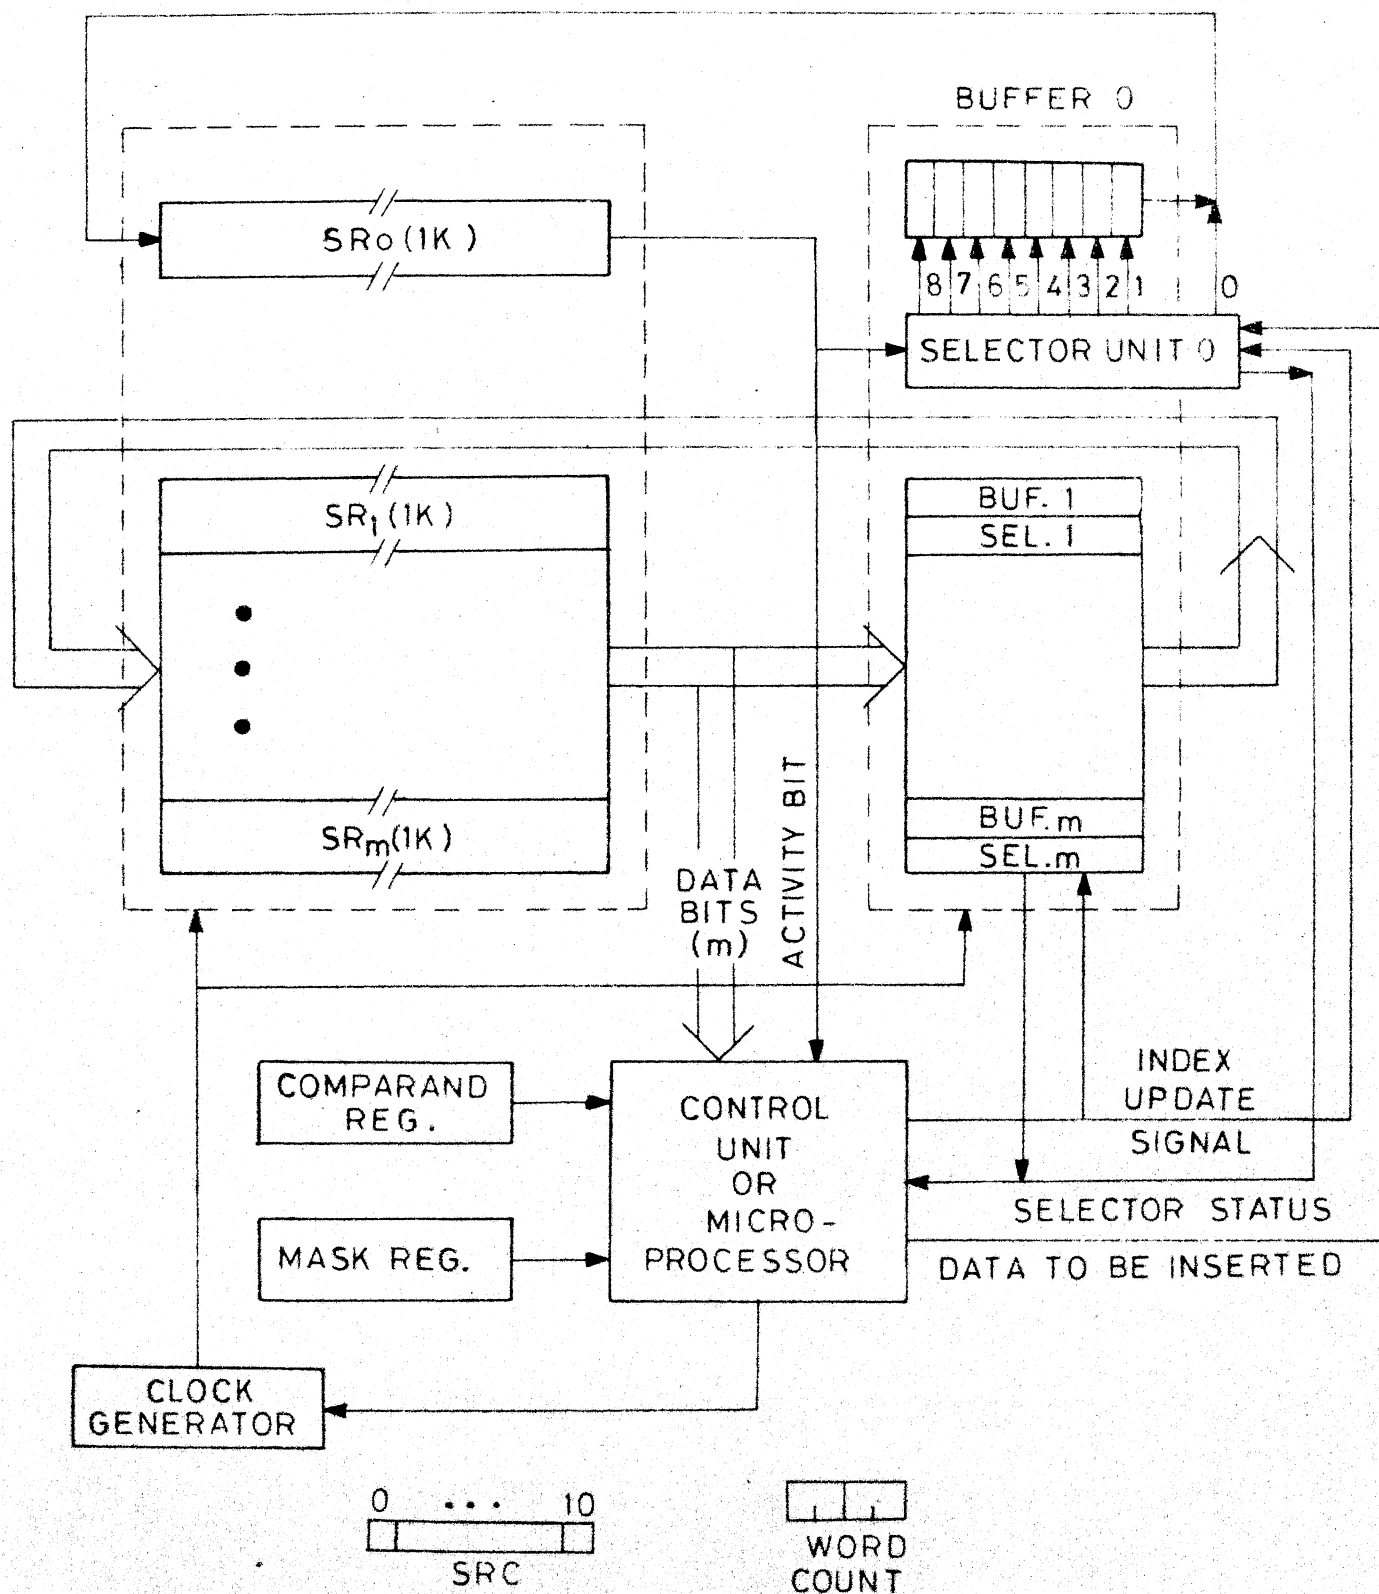 BUFFER 0
SR0(1K)
8 7 6 5 4 3 2 1 0
SELECTOR UNIT 0
SR1(1K)
BUF. 1
SEL. 1
SRm(1K)
BUF.m
SEL.m
DATA
BITS
(m)
ACTIVITY BIT
COMPARAND
REG.
MASK REG.
CONTROL
UNIT
OR
MICRO-
PROCESSOR
INDEX
UPDATE
SIGNAL
SELECTOR STATUS
DATA TO BE INSERTED
CLOCK
GENERATOR
0 ... 10
SRC
WORD
COUNT